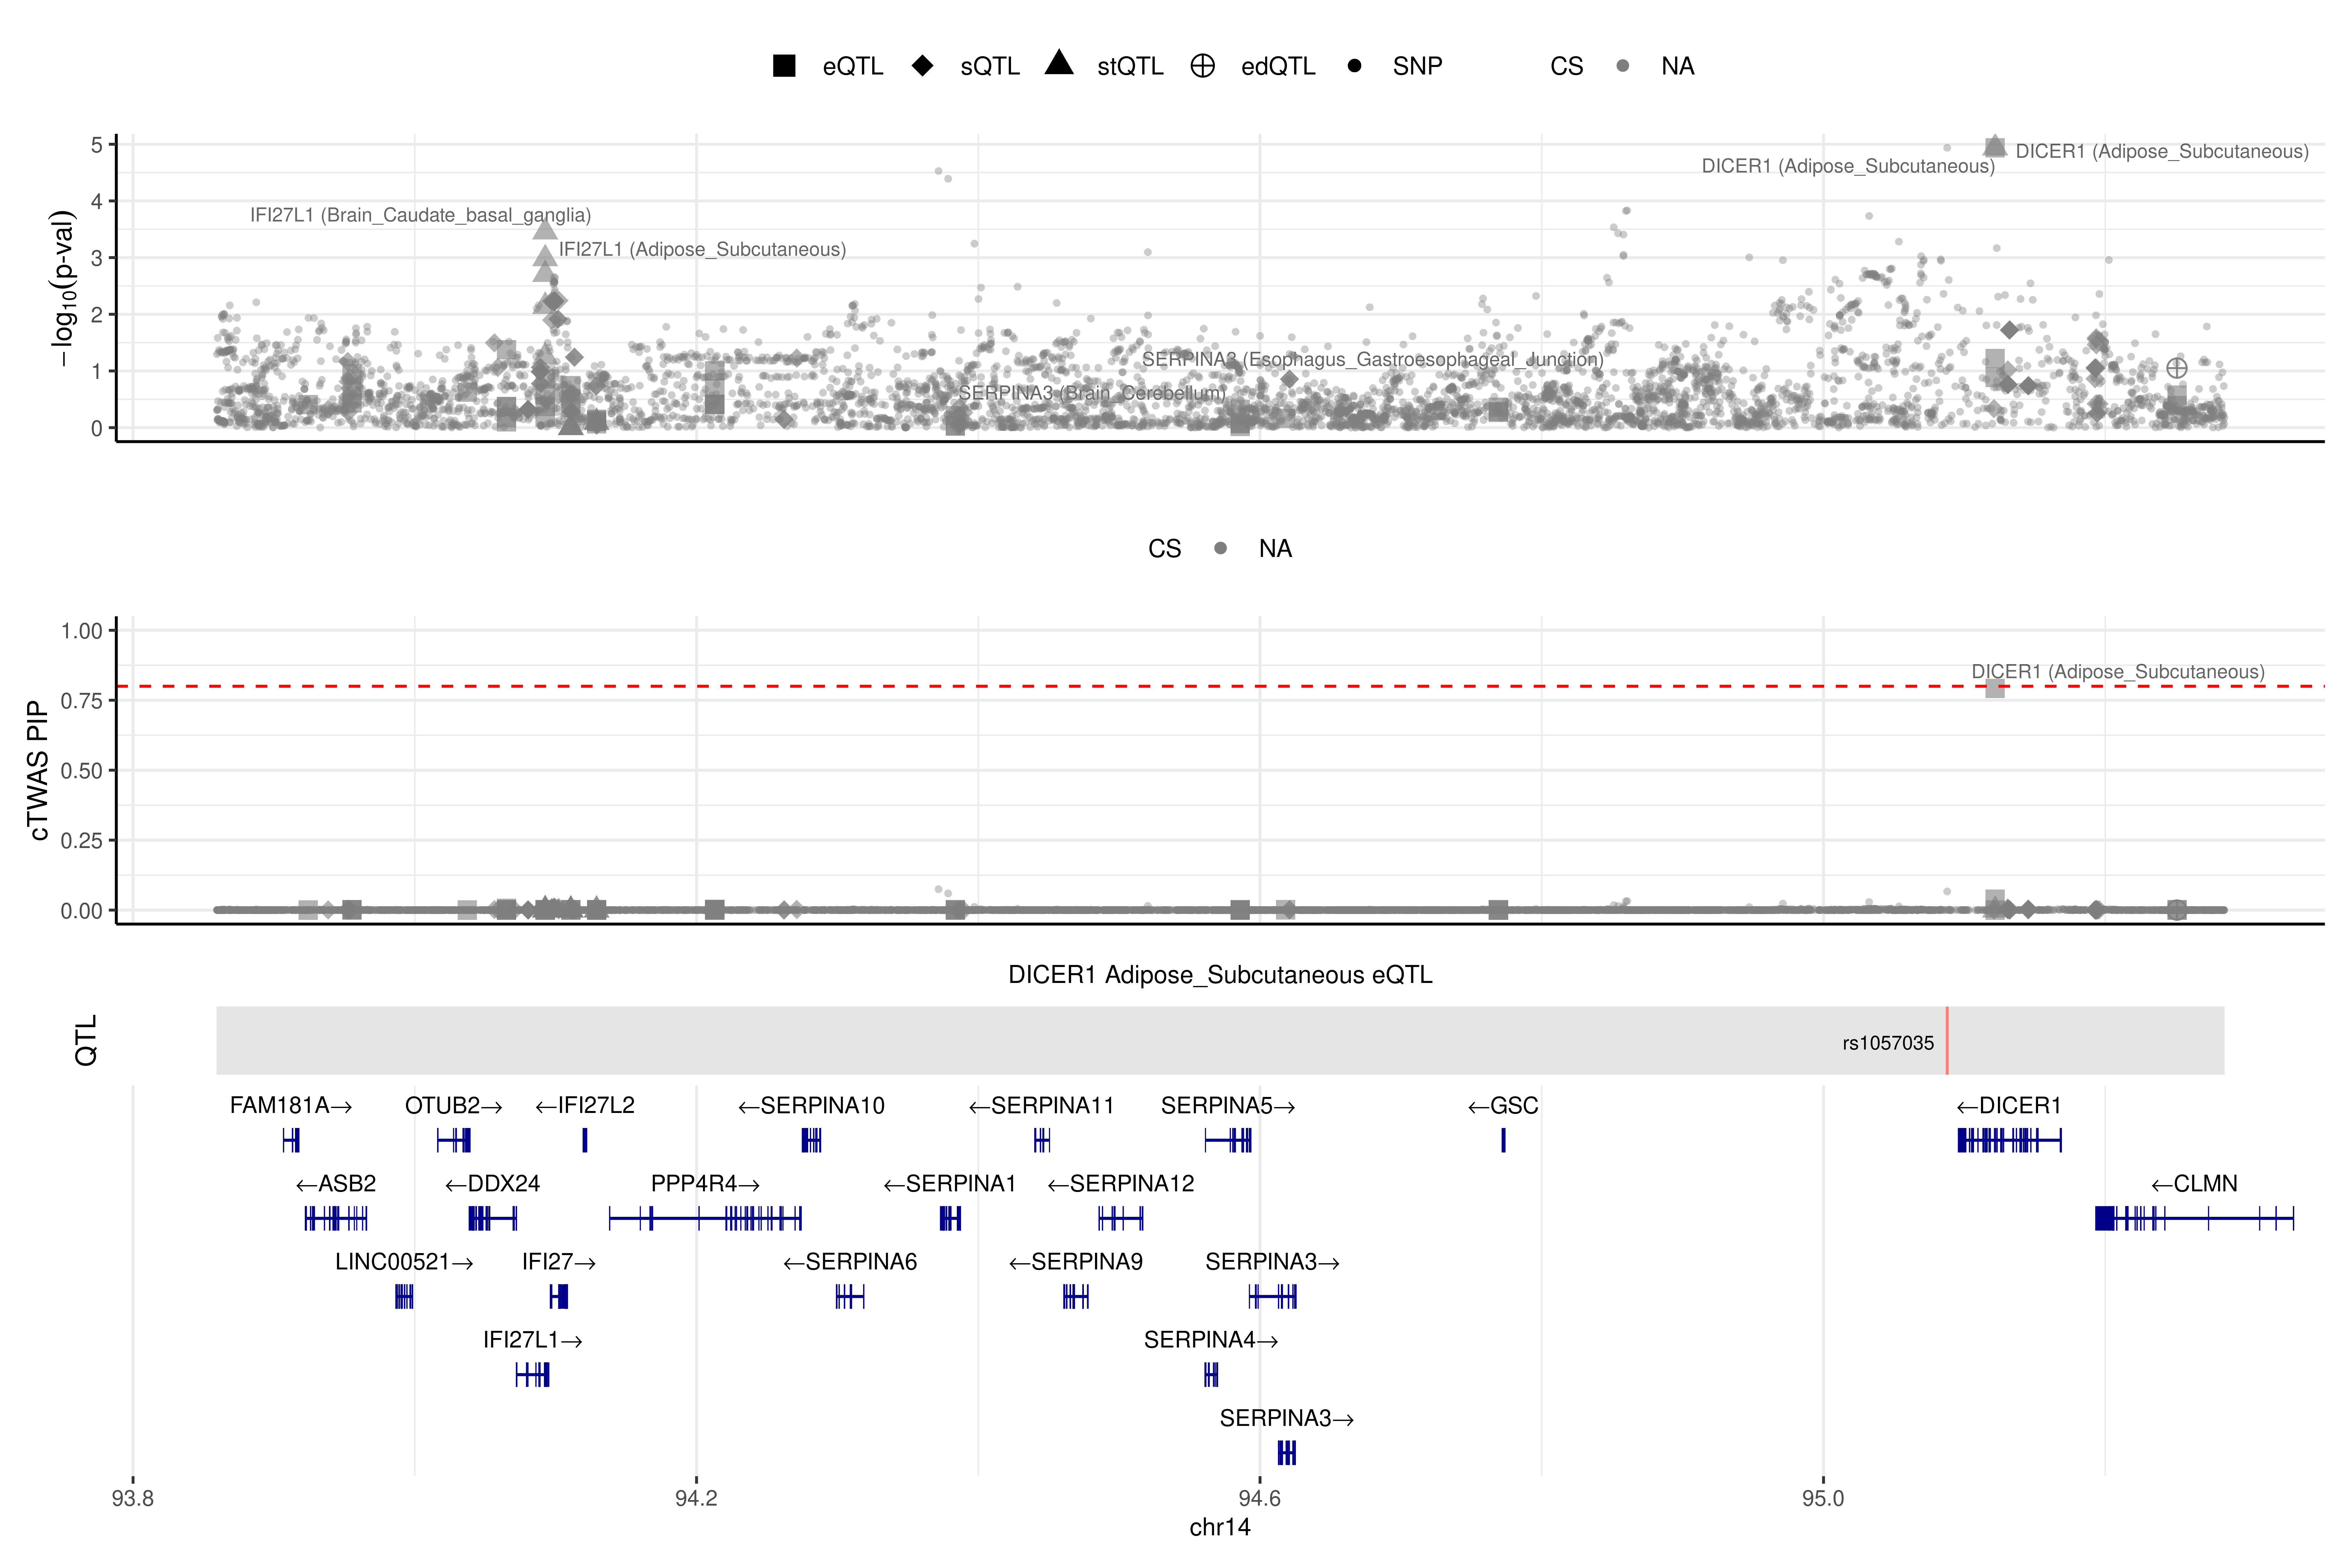 eQTL sQTL stQTL edQTL SNP CS NA
−log10(p-val)
5
4
3
2
1
0
DICER1 (Adipose_Subcutaneous)
DICER1 (Adipose_Subcutaneous)
IFI27L1 (Brain_Caudate_basal_ganglia)
IFI27L1 (Adipose_Subcutaneous)
SERPINA3 (Esophagus_Gastroesophageal_Junction)
SERPINA3 (Brain_Cerebellum)
CS NA
cTWAS PIP
1.00
0.75
0.50
0.25
0.00
DICER1 (Adipose_Subcutaneous)
DICER1 Adipose_Subcutaneous eQTL
QTL
rs1057035
FAM181A→ OTUB2→ ←IFI27L2 ←SERPINA10 ←SERPINA11 SERPINA5→ ←GSC ←DICER1
←ASB2 ←DDX24 PPP4R4→ ←SERPINA1 ←SERPINA12 ←CLMN
LINC00521→ IFI27→ ←SERPINA6 ←SERPINA9 SERPINA3→
IFI27L1→ SERPINA4→
SERPINA3→
93.8 94.2 94.6 95.0
chr14